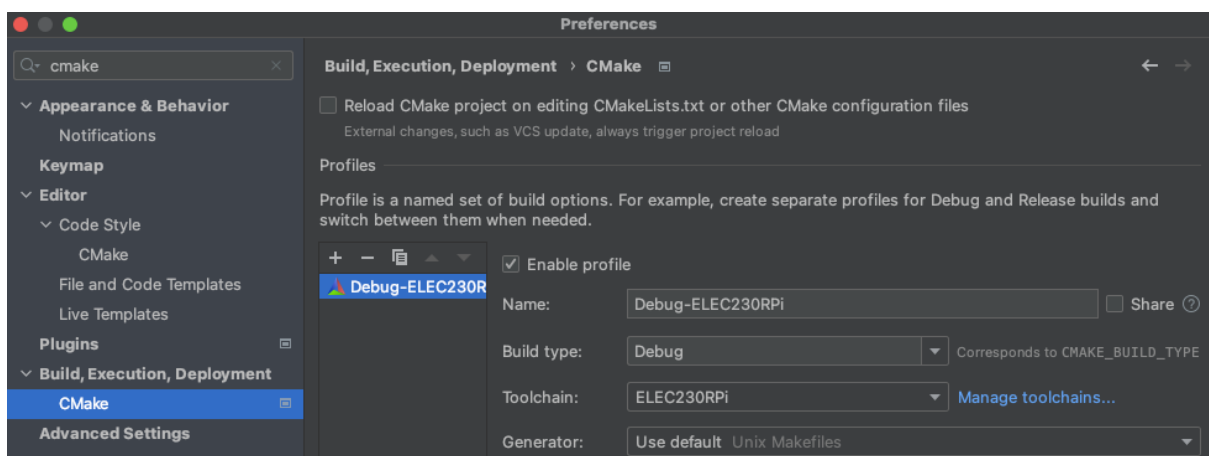 Preferences
cmake
Appearance & Behavior
Notifications
Keymap
Editor
Code Style
CMake
File and Code Templates
Live Templates
Plugins
Build, Execution, Deployment
CMake
Advanced Settings
Build, Execution, Deployment › CMake
Reload CMake project on editing CMakeLists.txt or other CMake configuration files
External changes, such as VCS update, always trigger project reload
Profiles
Profile is a named set of build options. For example, create separate profiles for Debug and Release builds and
switch between them when needed.
Debug-ELEC230R
Enable profile
Name: Debug-ELEC230RPi Share ?
Build type: Debug Corresponds to CMAKE_BUILD_TYPE
Toolchain: ELEC230RPi Manage toolchains...
Generator: Use default Unix Makefiles